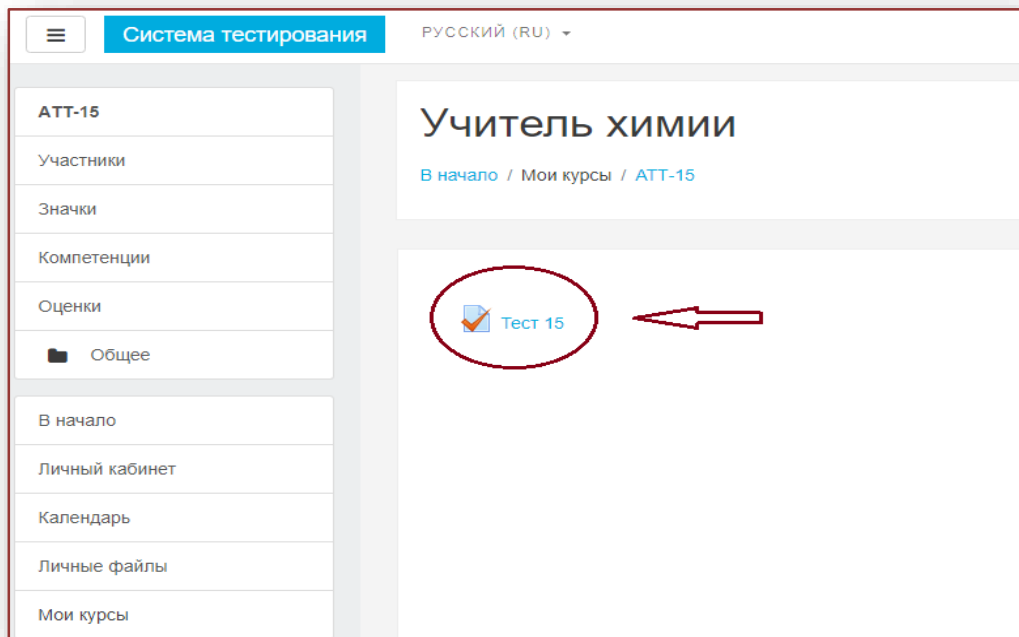 Система тестирования
РУССКИЙ (RU)
АТТ-15
Участники
Значки
Компетенции
Оценки
Общее
В начало
Личный кабинет
Календарь
Личные файлы
Мои курсы
Учитель химии
В начало / Мои курсы / АТТ-15
Тест 15